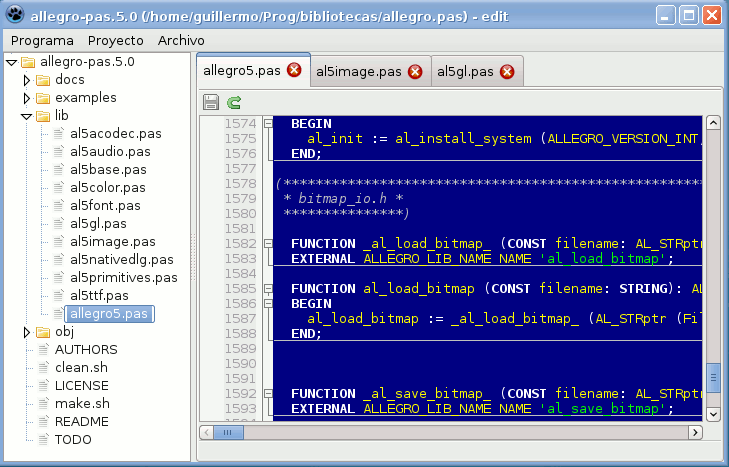 allegro-pas.5.0 (/home/guillermo/Prog/bibliotecas/allegro.pas) - edit
Programa Proyecto Archivo
allegro-pas.5.0
docs
examples
lib
al5acodec.pas
al5audio.pas
al5base.pas
al5color.pas
al5font.pas
al5gl.pas
al5image.pas
al5nativedlg.pas
al5primitives.pas
al5ttf.pas
allegro5.pas
obj
AUTHORS
clean.sh
LICENSE
make.sh
README
TODO
allegro5.pas al5image.pas al5gl.pas
1574 BEGIN
1575 al_init := al_install_system (ALLEGRO_VERSION_INT,
1576 END;
1577
1578 (*****************************************************
1579 * bitmap_io.h *
1580 ***************)
1581
1582 FUNCTION _al_load_bitmap_ (CONST filename: AL_STRptr
1583 EXTERNAL ALLEGRO_LIB_NAME NAME 'al_load_bitmap';
1584
1585 FUNCTION al_load_bitmap (CONST filename: STRING): AL
1586 BEGIN
1587 al_load_bitmap := _al_load_bitmap_ (AL_STRptr (Fi
1588 END;
1589
1590
1591
1592 FUNCTION _al_save_bitmap_ (CONST filename: AL_STRptr
1593 EXTERNAL ALLEGRO_LIB_NAME NAME 'al_save_bitmap';